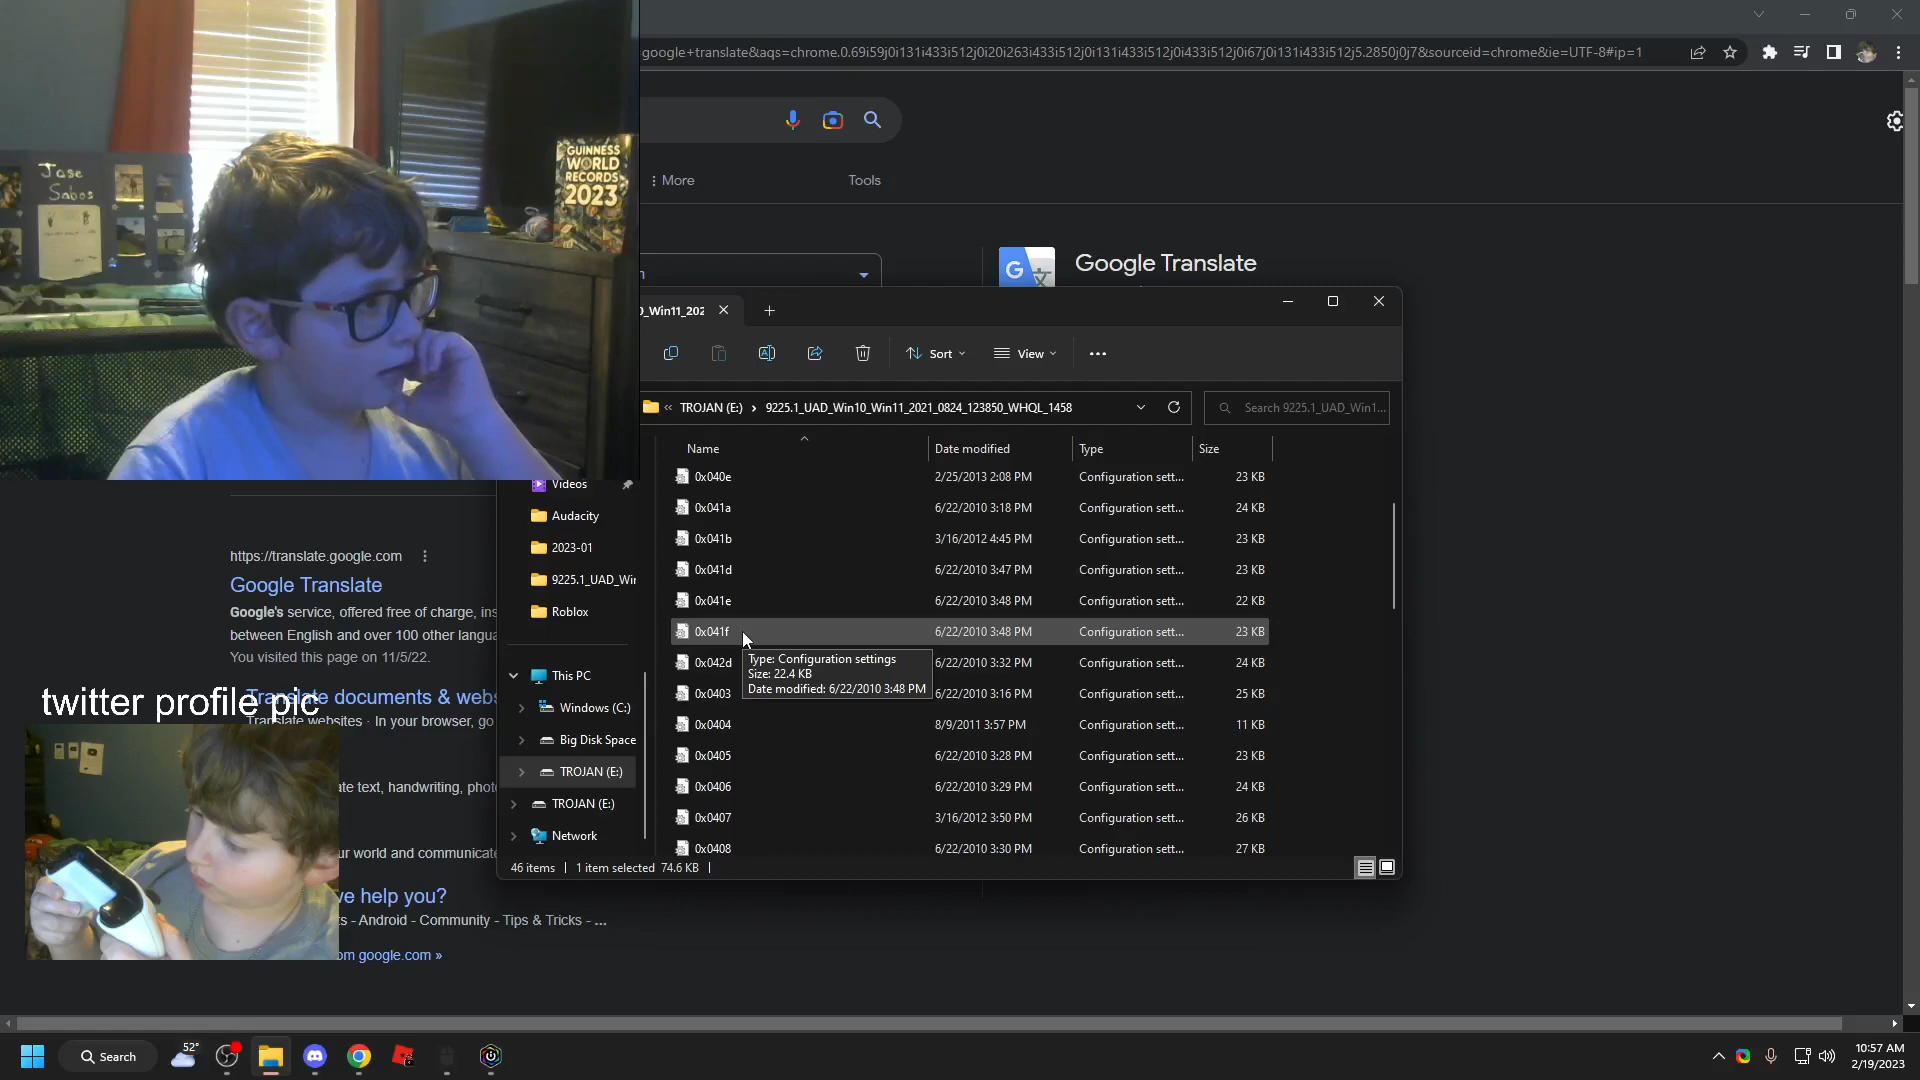 google+translate&aqs=chrome.0.69i59j0i131i433i512j0i20i263i433i512j0i131i433i512j0i433i512j0i67j0i131i433i512j5.2850j0j7&sourceid=chrome&ie=UTF-8#ip=1
Jase
Sabos
GUINNESS
WORLD
RECORDS
2023
More
Tools
Google Translate
_Win11_202
Sort
View
« TROJAN (E:) › 9225.1_UAD_Win10_Win11_2021_0824_123850_WHQL_1458
Search 9225.1_UAD_Win1...
Name Date modified Type Size
0x040e 2/25/2013 2:08 PM Configuration sett... 23 KB
0x041a 6/22/2010 3:18 PM Configuration sett... 24 KB
0x041b 3/16/2012 4:45 PM Configuration sett... 23 KB
0x041d 6/22/2010 3:47 PM Configuration sett... 23 KB
0x041e 6/22/2010 3:48 PM Configuration sett... 22 KB
0x041f 6/22/2010 3:48 PM Configuration sett... 23 KB
0x042d 6/22/2010 3:32 PM Configuration sett... 24 KB
0x0403 6/22/2010 3:16 PM Configuration sett... 25 KB
0x0404 8/9/2011 3:57 PM Configuration sett... 11 KB
0x0405 6/22/2010 3:28 PM Configuration sett... 23 KB
0x0406 6/22/2010 3:29 PM Configuration sett... 24 KB
0x0407 3/16/2012 3:50 PM Configuration sett... 26 KB
0x0408 6/22/2010 3:30 PM Configuration sett... 27 KB
Type: Configuration settings
Size: 22.4 KB
Date modified: 6/22/2010 3:48 PM
Videos
Audacity
2023-01
9225.1_UAD_Wir
Roblox
This PC
Windows (C:)
Big Disk Space
TROJAN (E:)
TROJAN (E:)
Network
46 items 1 item selected 74.6 KB
https://translate.google.com
Google Translate
Google's service, offered free of charge, ins
between English and over 100 other langua
You visited this page on 11/5/22.
twitter profile pic
Translate documents & webs
Translate websites · In your browser, go
ate text, handwriting, phot
ur world and communicate
ve help you?
ts - Android - Community - Tips & Tricks - ...
om google.com »
Search
52°
10:57 AM
2/19/2023